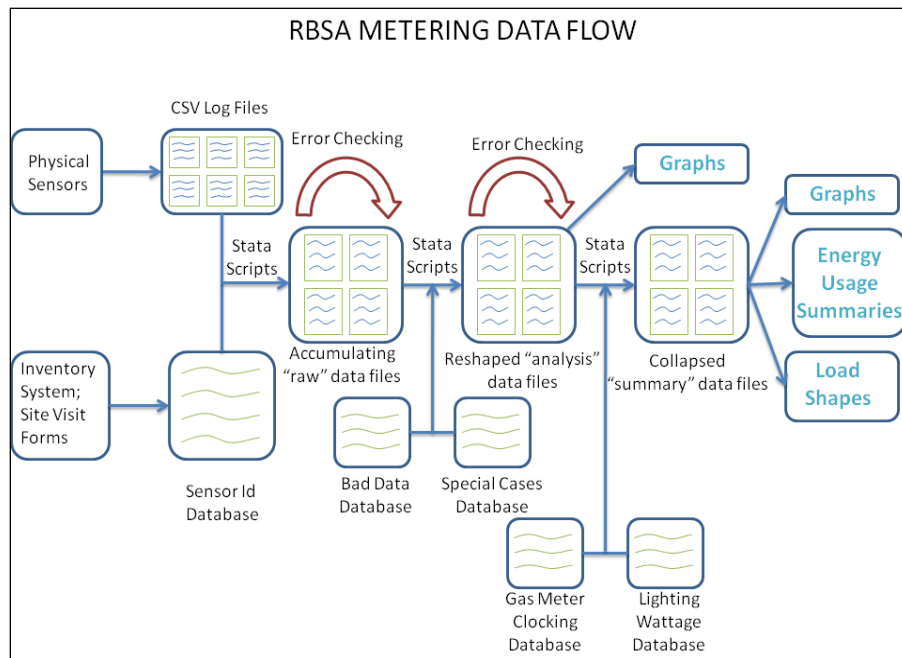 RBSA METERING DATA FLOW
CSV Log Files
Physical
Sensors
Error Checking
Error Checking
Graphs
Graphs
Stata
Scripts
Stata
Scripts
Stata
Scripts
Energy
Usage
Summaries
Accumulating
"raw" data files
Reshaped "analysis"
data files
Collapsed
"summary" data files
Load
Shapes
Inventory
System;
Site Visit
Forms
Sensor Id
Database
Bad Data
Database
Special Cases
Database
Gas Meter
Clocking
Database
Lighting
Wattage
Database